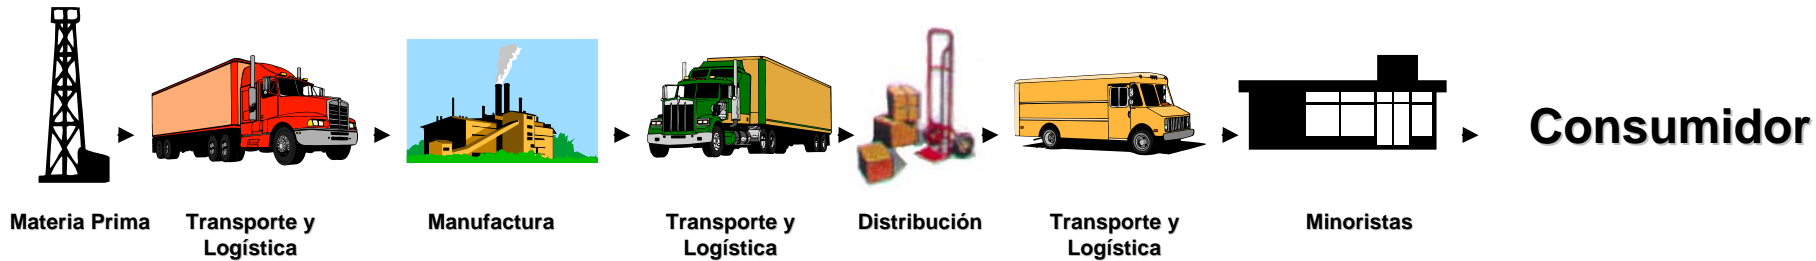 Consumidor
Materia Prima
Transporte y
Logística
Manufactura
Transporte y
Logística
Distribución
Transporte y
Logística
Minoristas